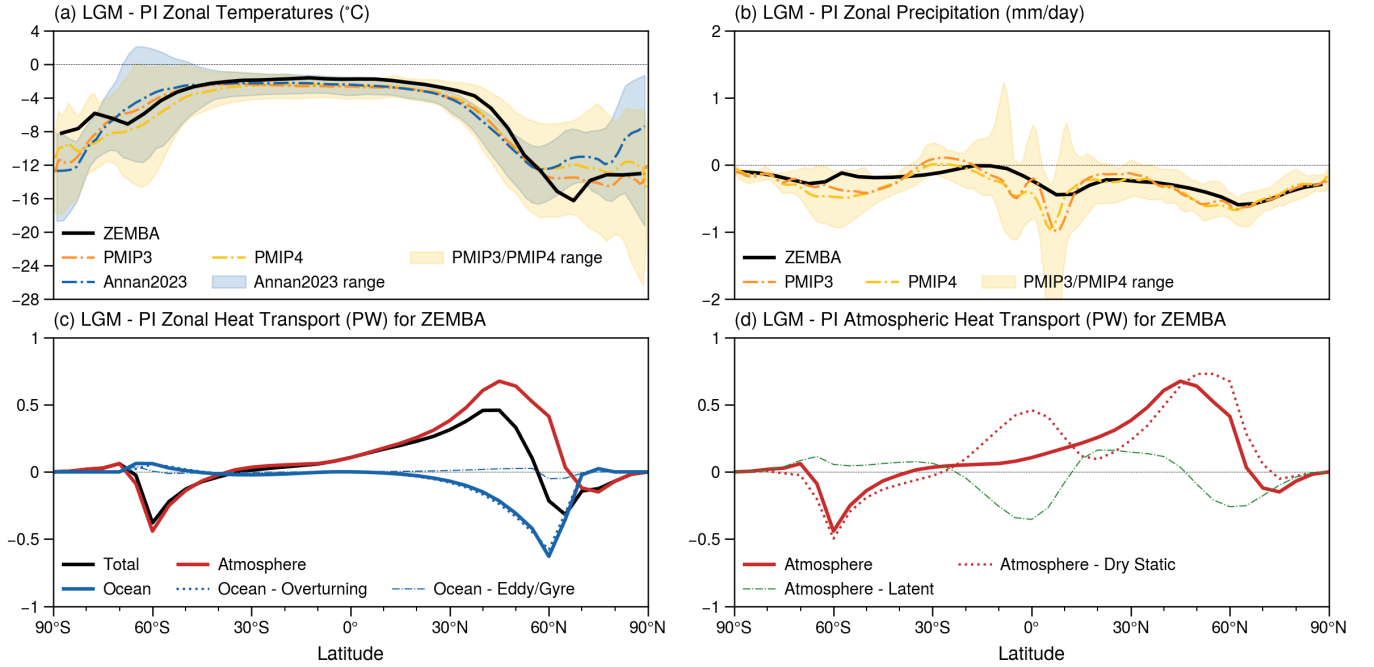 (a) LGM - PI Zonal Temperatures (°C)
4
0
−4
−8
−12
−16
−20
−24
−28
ZEMBA
PMIP3
PMIP4
PMIP3/PMIP4 range
Annan2023
Annan2023 range
(b) LGM - PI Zonal Precipitation (mm/day)
2
1
0
−1
−2
ZEMBA
PMIP3
PMIP4
PMIP3/PMIP4 range
(c) LGM - PI Zonal Heat Transport (PW) for ZEMBA
1
0.5
0
−0.5
−1
Total
Atmosphere
Ocean
Ocean - Overturning
Ocean - Eddy/Gyre
90°S
60°S
30°S
0°
30°N
60°N
90°N
Latitude
(d) LGM - PI Atmospheric Heat Transport (PW) for ZEMBA
1
0.5
0
−0.5
−1
Atmosphere
Atmosphere - Dry Static
Atmosphere - Latent
90°S
60°S
30°S
0°
30°N
60°N
90°N
Latitude